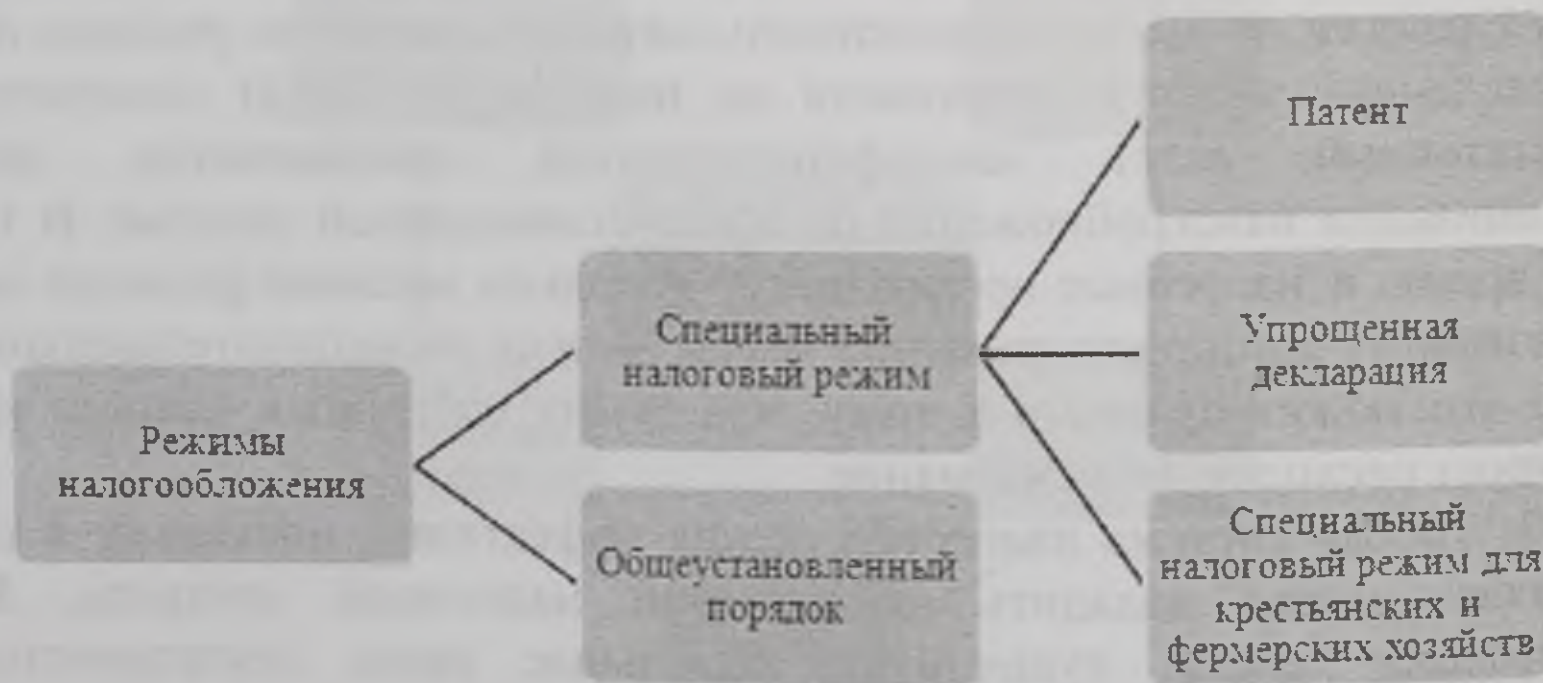 Режимы
налогообложения
Специальный
налоговый режим
Общеустановленный
порядок
Патент
Упрощенная
декларация
Специальный
налоговый режим для
крестьянских и
фермерских хозяйств